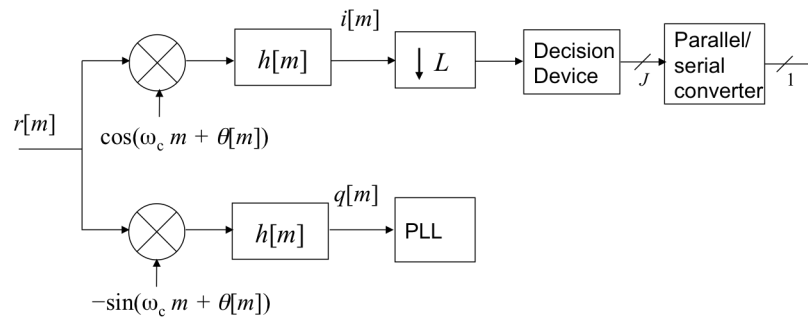 i[m]
h[m]
↓ L
Decision
Device
J
Parallel/
serial
converter
1
r[m]
cos(ω_c m + θ[m])
q[m]
h[m]
PLL
−sin(ω_c m + θ[m])